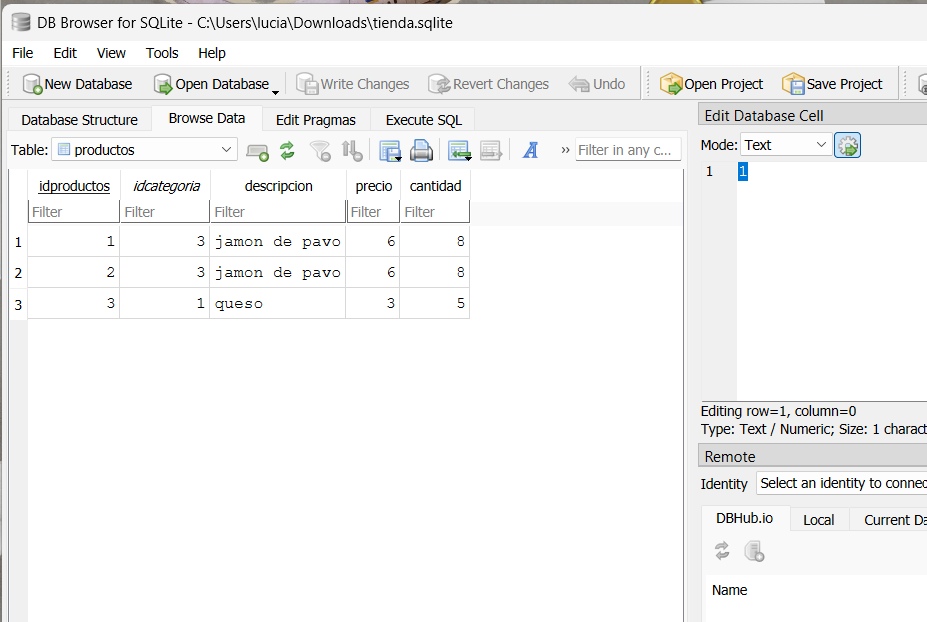 DB Browser for SQLite - C:\Users\lucia\Downloads\tienda.sqlite
File Edit View Tools Help
New Database Open Database Write Changes Revert Changes Undo Open Project Save Project
Database Structure Browse Data Edit Pragmas Execute SQL
Table: productos » Filter in any c...
idproductos idcategoria descripcion precio cantidad
Filter Filter Filter Filter Filter
1 1 3 jamon de pavo 6 8
2 2 3 jamon de pavo 6 8
3 3 1 queso 3 5
Edit Database Cell
Mode: Text
1 1
Editing row=1, column=0
Type: Text / Numeric; Size: 1 charact
Remote
Identity Select an identity to connec
DBHub.io Local Current Da
Name